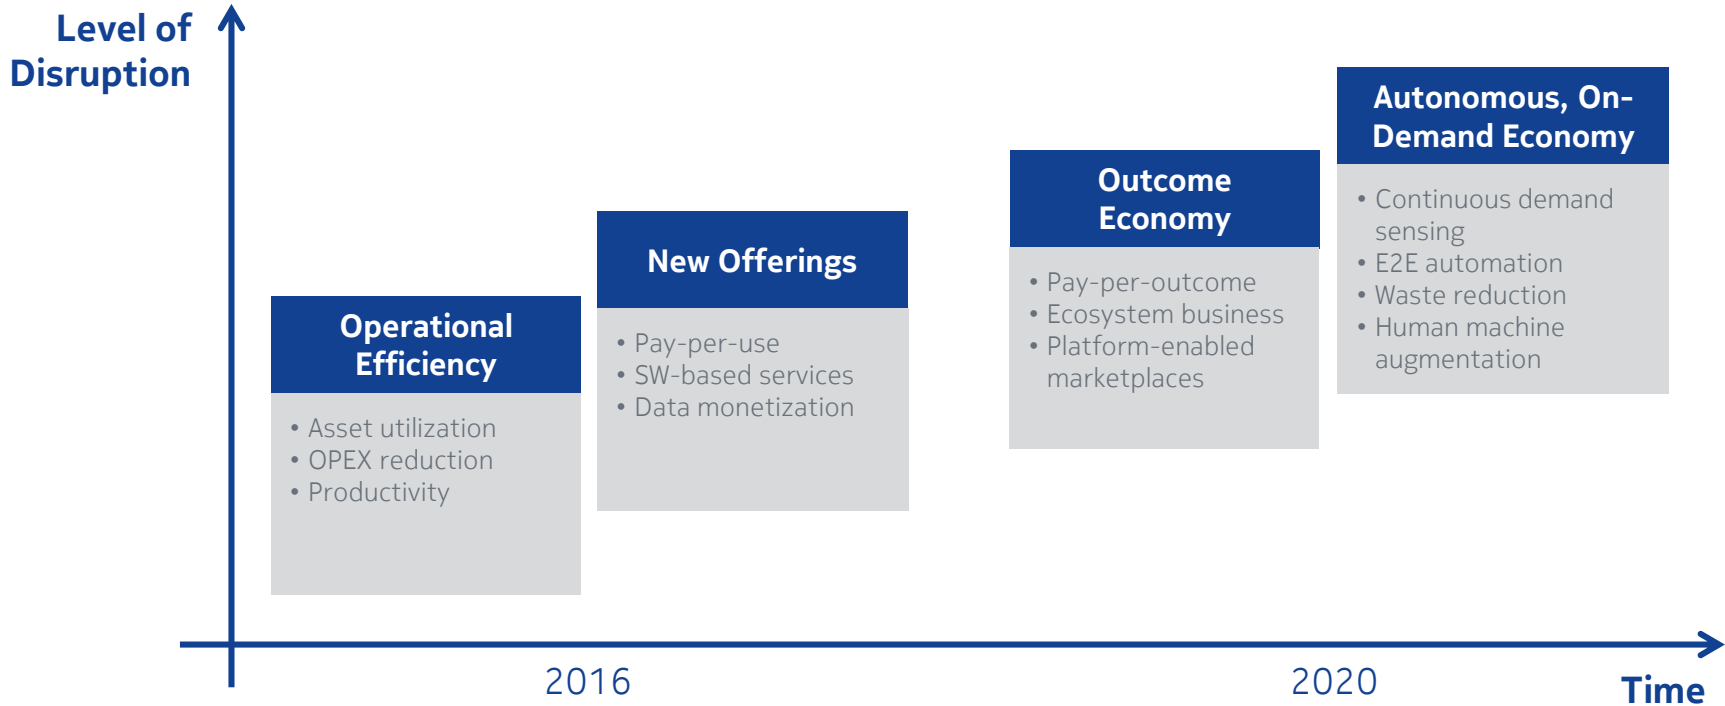 Level of
Disruption
Operational
Efficiency
• Asset utilization
• OPEX reduction
• Productivity
New Offerings
• Pay-per-use
• SW-based services
• Data monetization
Outcome
Economy
• Pay-per-outcome
• Ecosystem business
• Platform-enabled
marketplaces
Autonomous, On-
Demand Economy
• Continuous demand
sensing
• E2E automation
• Waste reduction
• Human machine
augmentation
2016
2020
Time